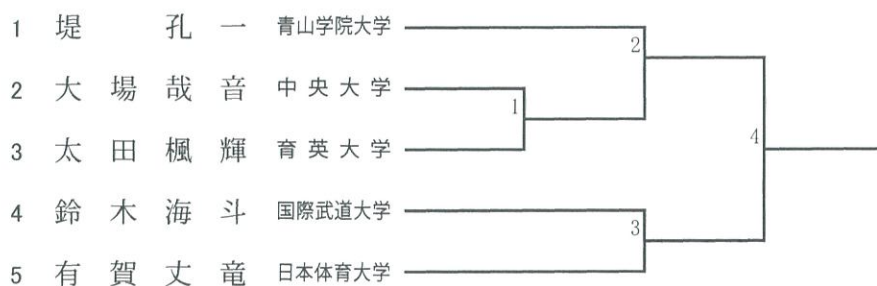 1 堤 孔 一 青山学院大学
2 大 場 哉 音 中 央 大 学
3 太 田 楓 輝 育 英 大 学
4 鈴 木 海 斗 国際武道大学
5 有 賀 丈 竜 日本体育大学
2
1
4
3